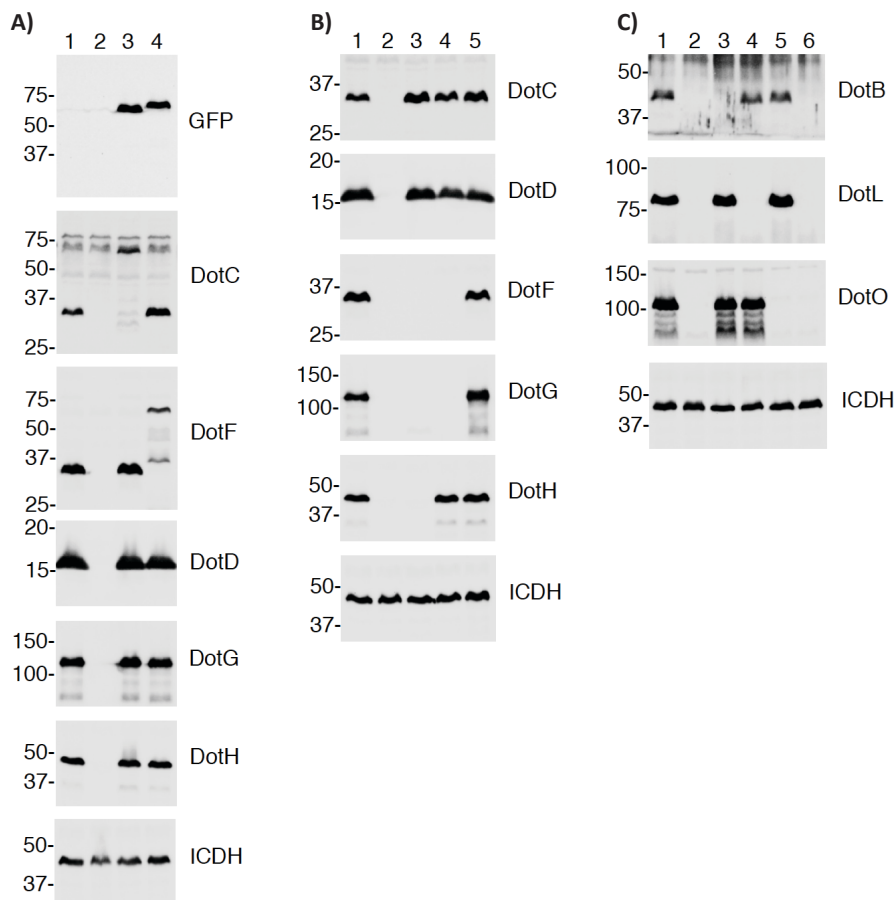 A)
1 2 3 4
75-
50-
37-
GFP
75-
50-
37-
25-
DotC
75-
50-
37-
25-
DotF
20-
15-
DotD
150-
100-
DotG
50-
37-
DotH
50-
37-
ICDH
B)
1 2 3 4 5
37-
25-
DotC
20-
15-
DotD
37-
25-
DotF
150-
100-
DotG
50-
37-
DotH
50-
37-
ICDH
C)
1 2 3 4 5 6
50-
37-
DotB
100-
75-
DotL
150-
100-
DotO
50-
37-
ICDH